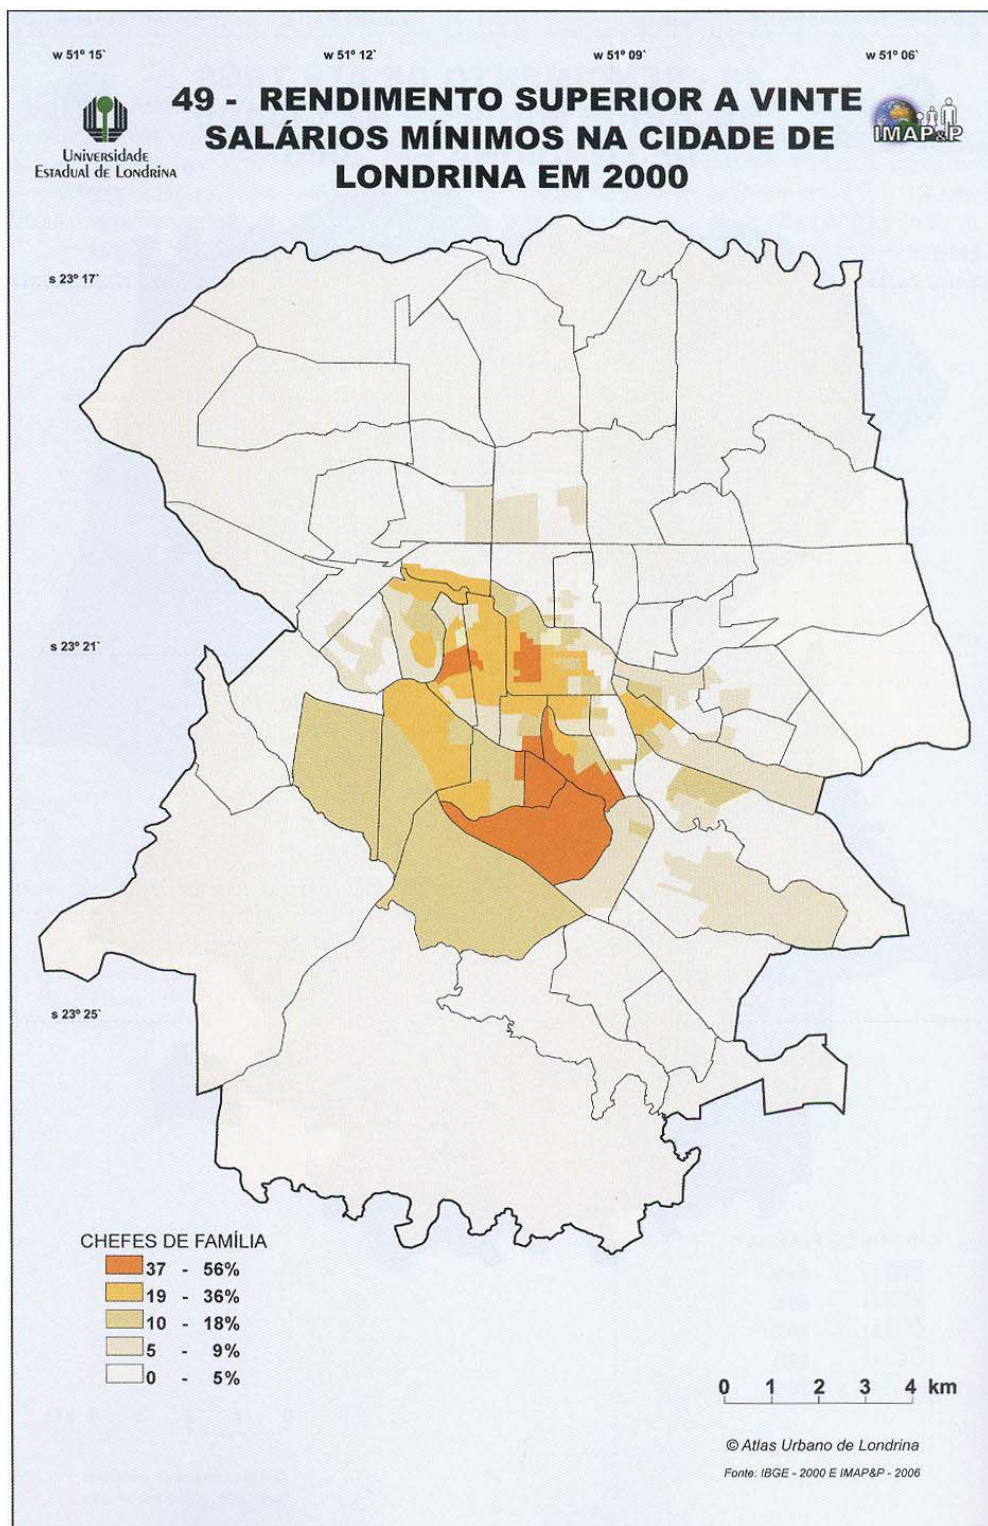 w 51º 15`
w 51º 12`
w 51º 09`
w 51º 06`
49 - RENDIMENTO SUPERIOR A VINTE
SALÁRIOS MÍNIMOS NA CIDADE DE
LONDRINA EM 2000
UNIVERSIDADE
ESTADUAL DE LONDRINA
IMAP&P
s 23º 17`
s 23º 21`
s 23º 25`
CHEFES DE FAMÍLIA
37 - 56%
19 - 36%
10 - 18%
5 - 9%
0 - 5%
0 1 2 3 4 km
© Atlas Urbano de Londrina
Fonte: IBGE - 2000 E IMAP&P - 2006